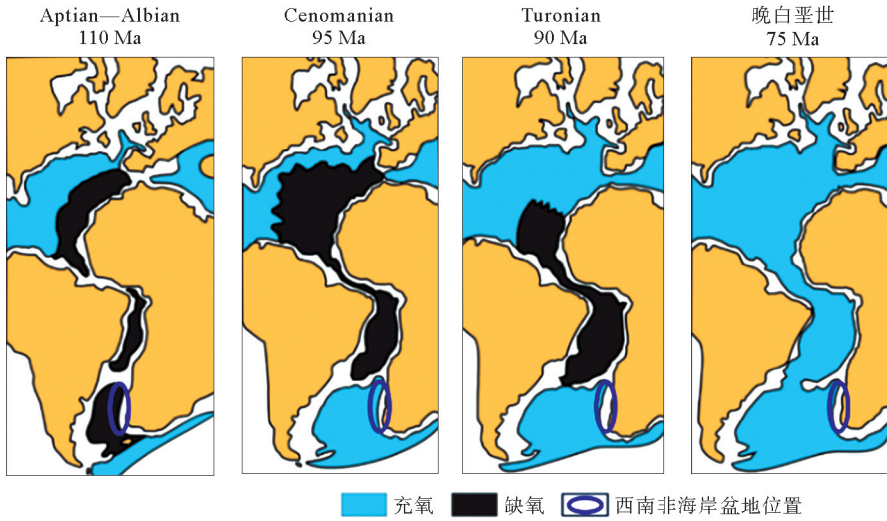 Aptian—Albian
110 Ma
Cenomanian
95 Ma
Turonian
90 Ma
晚白垩世
75 Ma
充氧
缺氧
西南非海岸盆地位置